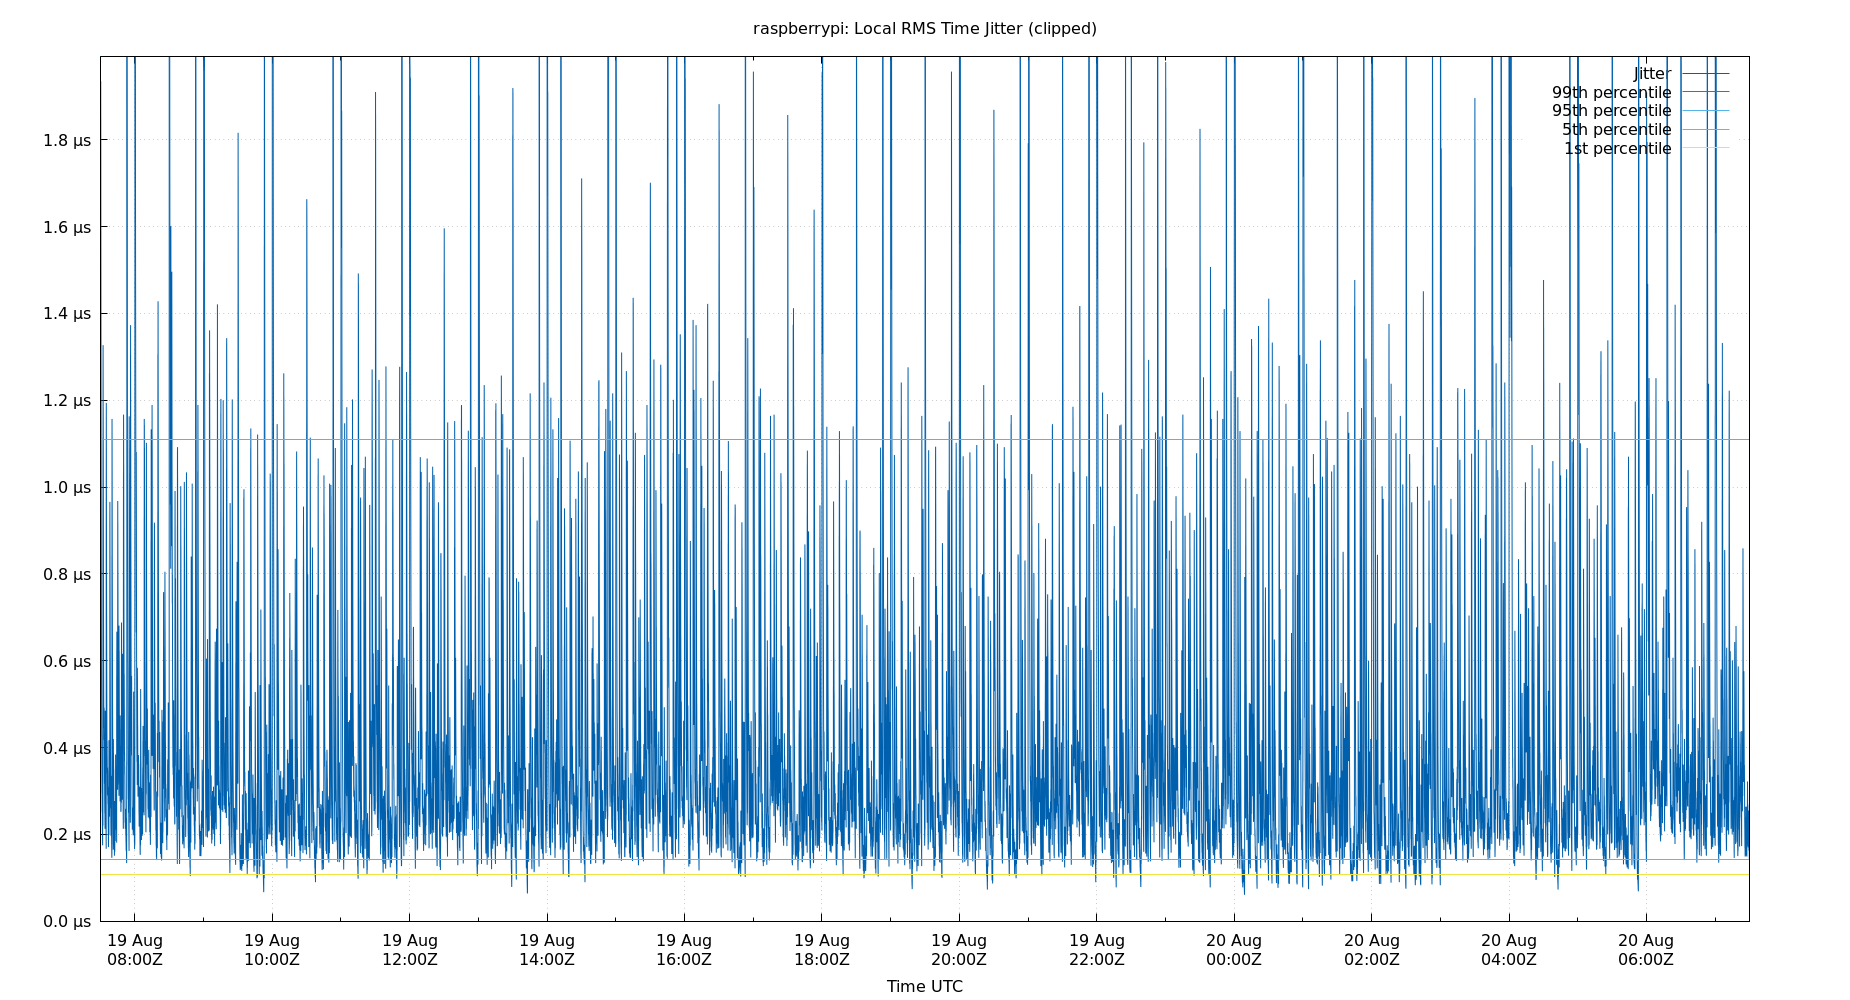 raspberrypi: Local RMS Time Jitter (clipped)
Jitter
99th percentile
95th percentile
5th percentile
1st percentile
1.8 µs
1.6 µs
1.4 µs
1.2 µs
1.0 µs
0.8 µs
0.6 µs
0.4 µs
0.2 µs
0.0 µs
19 Aug 19 Aug 19 Aug 19 Aug 19 Aug 19 Aug 19 Aug 19 Aug 20 Aug 20 Aug 20 Aug 20 Aug
08:00Z 10:00Z 12:00Z 14:00Z 16:00Z 18:00Z 20:00Z 22:00Z 00:00Z 02:00Z 04:00Z 06:00Z
Time UTC